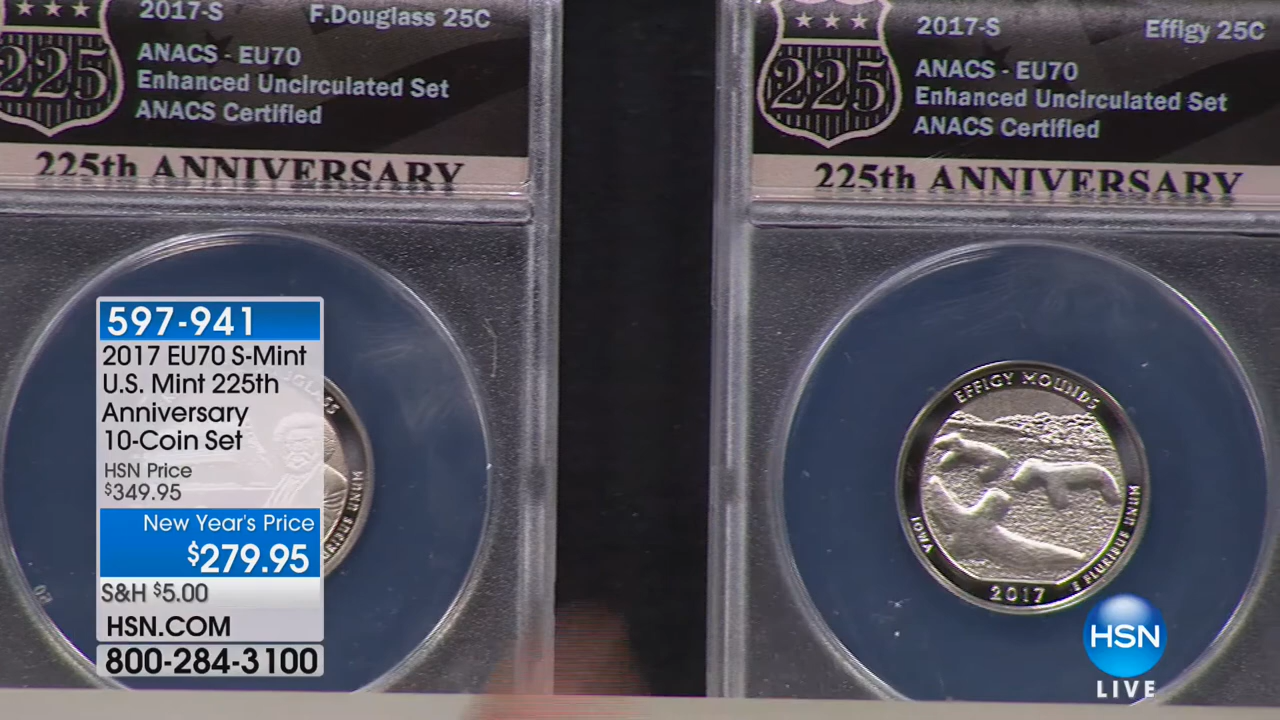 2017-S F.Douglass 25C
225
ANACS - EU70
Enhanced Uncirculated Set
ANACS Certified
225th ANNIVERSARY
2017-S Effigy 25C
225
ANACS - EU70
Enhanced Uncirculated Set
ANACS Certified
225th ANNIVERSARY
597-941
2017 EU70 S-Mint
U.S. Mint 225th
Anniversary
10-Coin Set
HSN Price
$349.95
New Year's Price
$279.95
S&H $5.00
HSN.COM
800-284-3100
EFFIGY MOUNDS
IOWA
2017
E PLURIBUS UNUM
HSN
LIVE